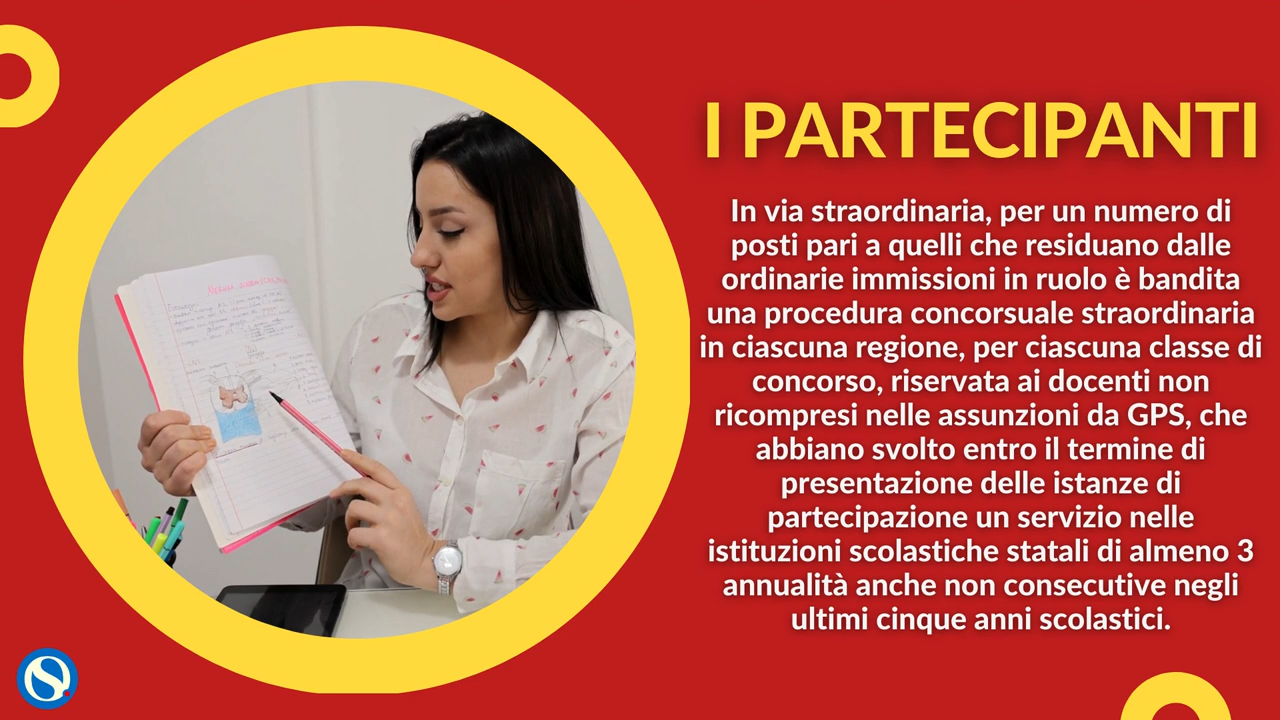 I PARTECIPANTI
In via straordinaria, per un numero di
posti pari a quelli che residuano dalle
ordinarie immissioni in ruolo è bandita
una procedura concorsuale straordinaria
in ciascuna regione, per ciascuna classe di
concorso, riservata ai docenti non
ricompresi nelle assunzioni da GPS, che
abbiano svolto entro il termine di
presentazione delle istanze di
partecipazione un servizio nelle
istituzioni scolastiche statali di almeno 3
annualità anche non consecutive negli
ultimi cinque anni scolastici.
S